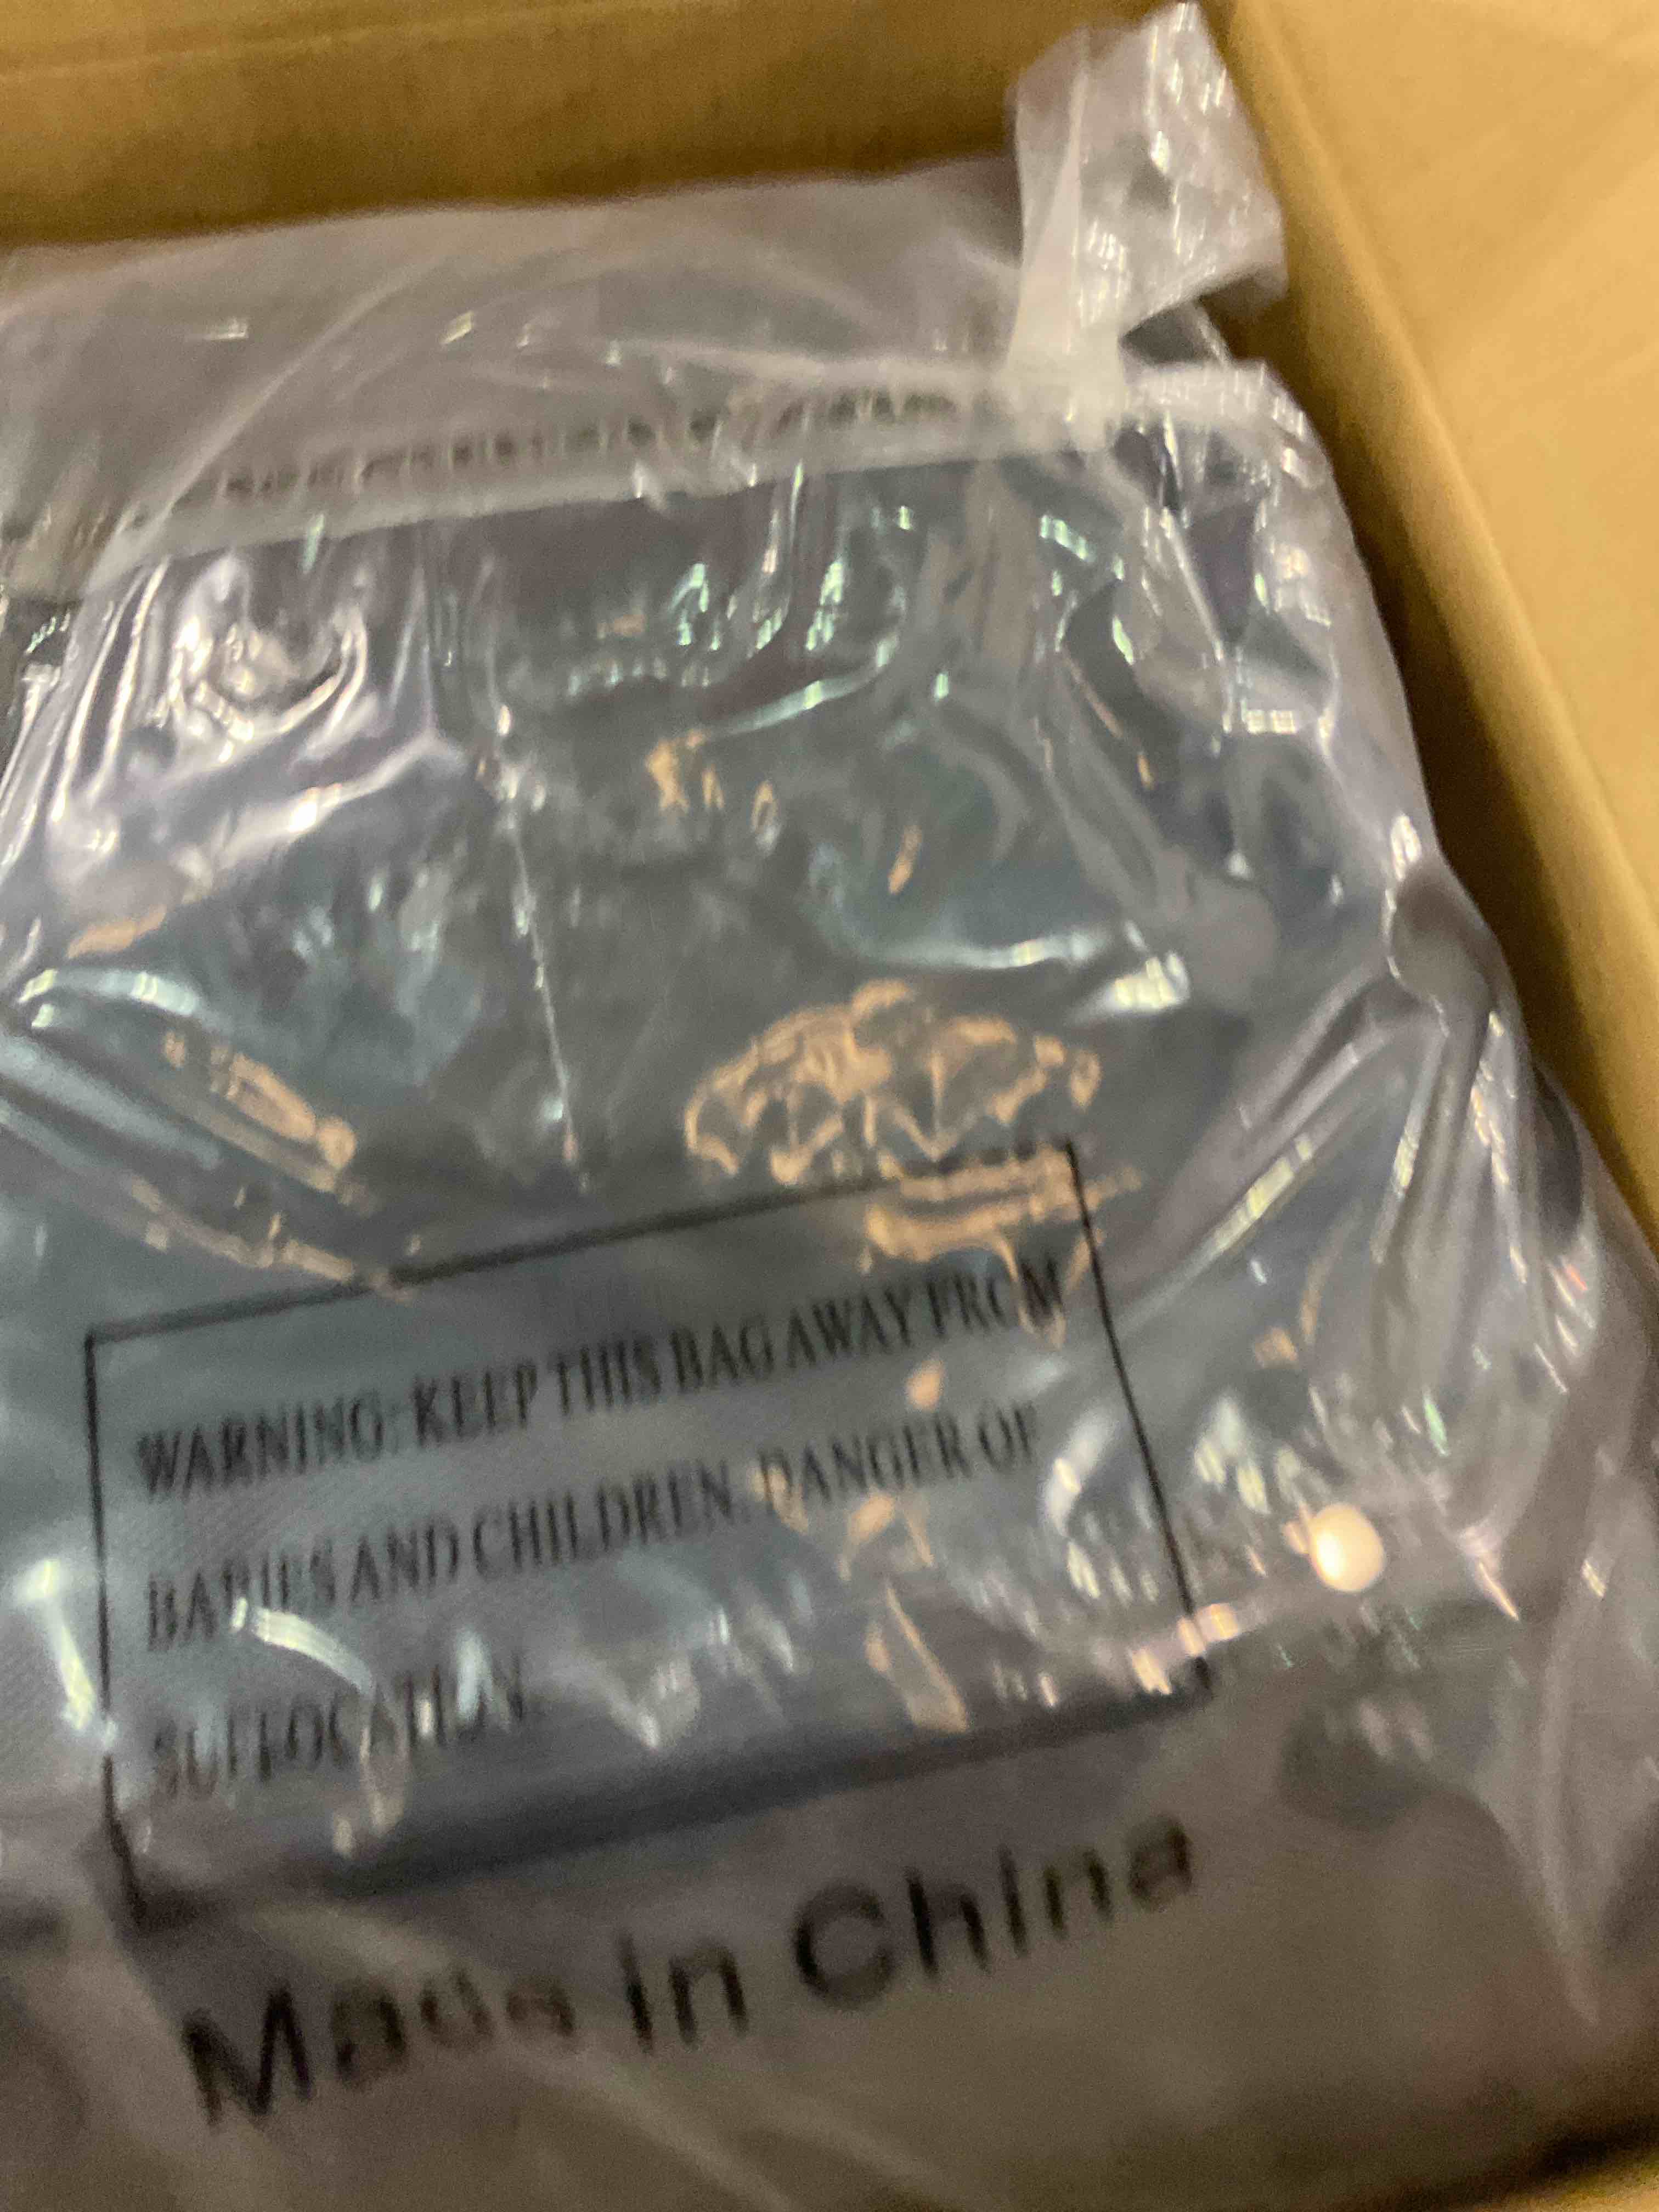 WARNING: KEEP THIS BAG AWAY FROM
BABIES AND CHILDREN. DANGER OF
SUFFOCATION.
Made In China